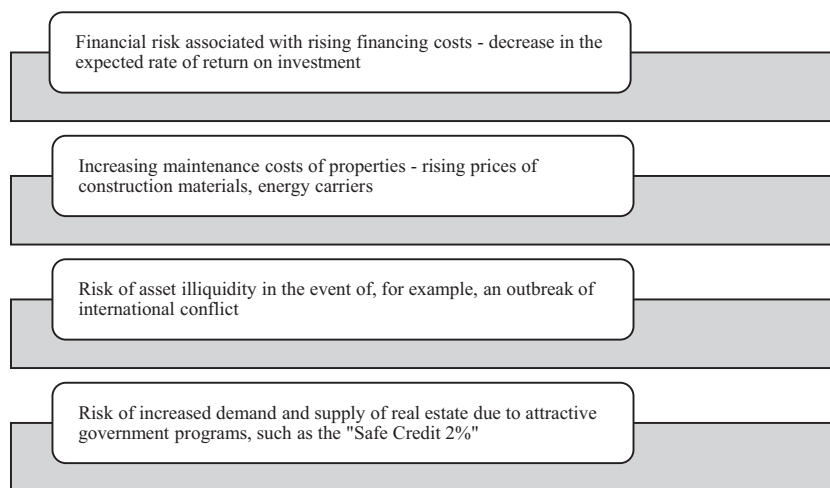 Financial risk associated with rising financing costs - decrease in the
expected rate of return on investment
Increasing maintenance costs of properties - rising prices of
construction materials, energy carriers
Risk of asset illiquidity in the event of, for example, an outbreak of
international conflict
Risk of increased demand and supply of real estate due to attractive
government programs, such as the "Safe Credit 2%"